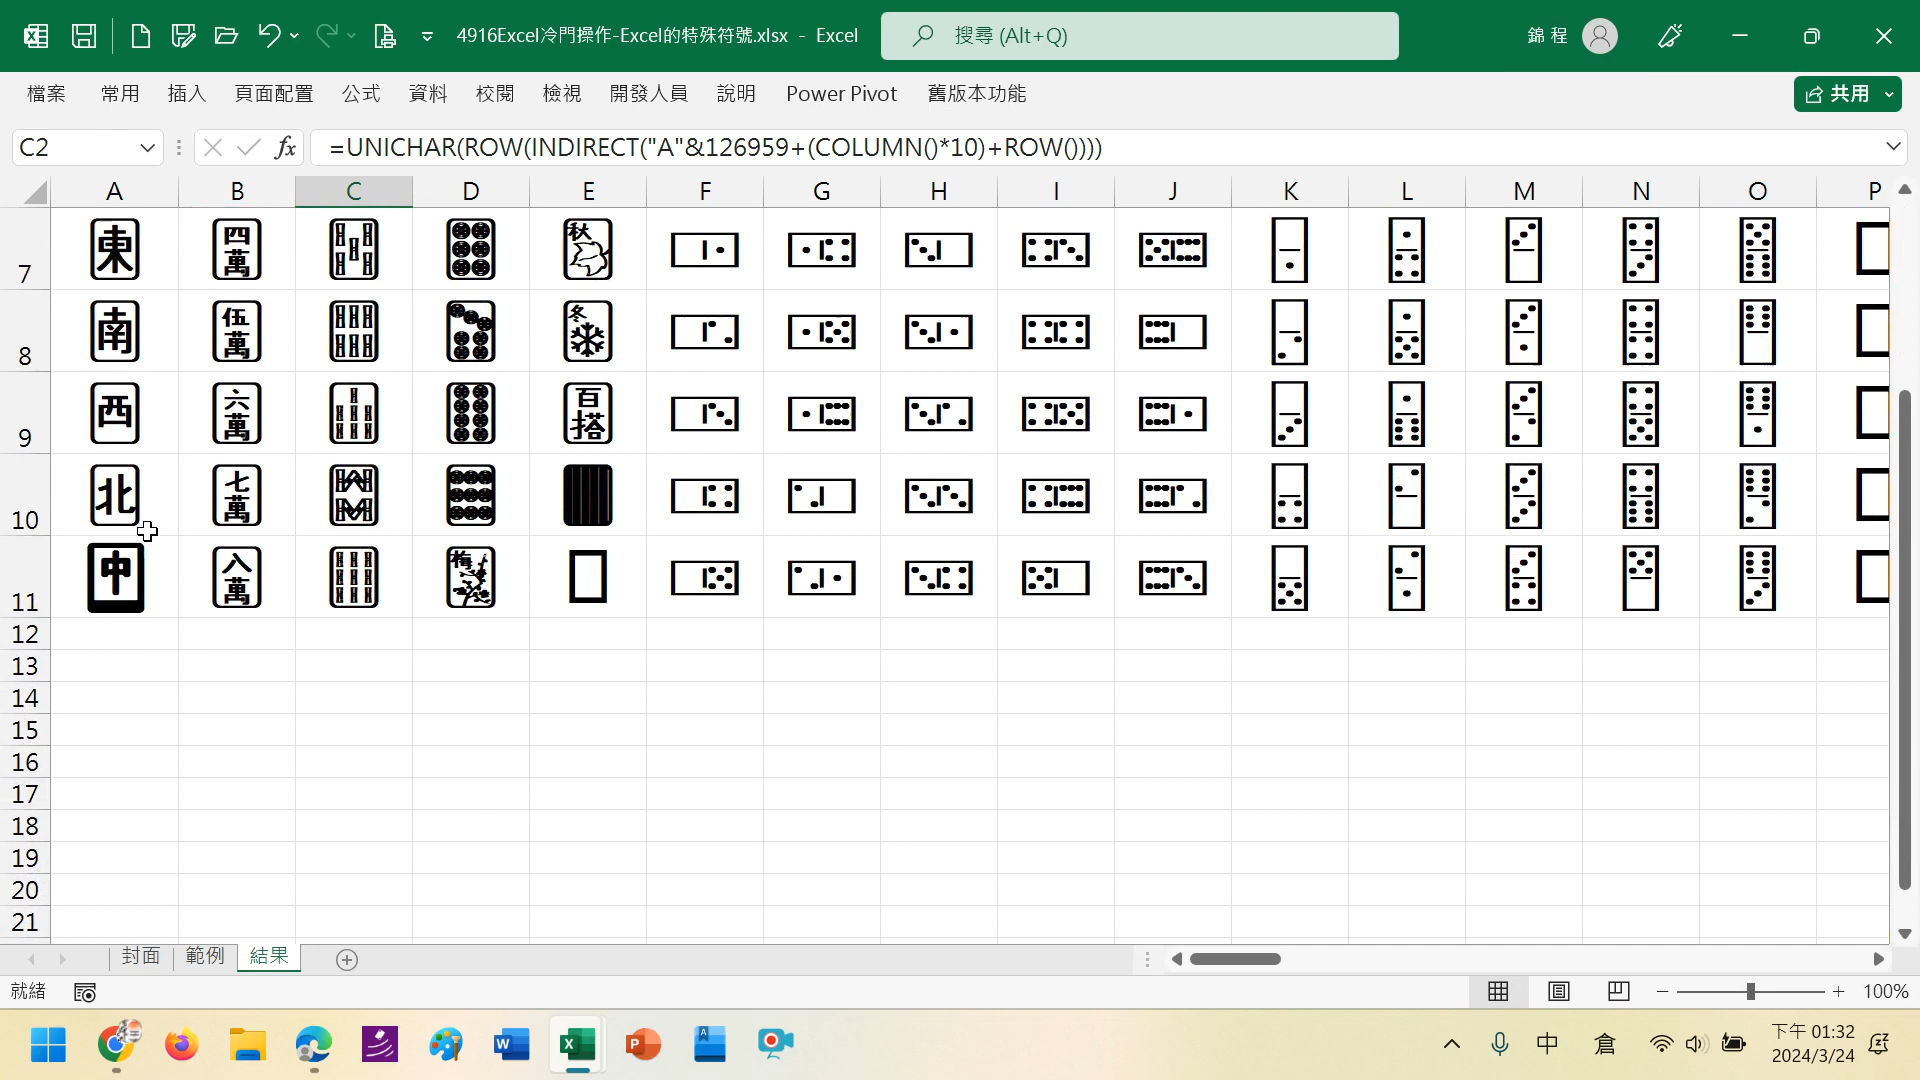 4916Excel冷門操作-Excel的特殊符號.xlsx - Excel
搜尋 (Alt+Q)
錦 程
檔案 常用 插入 頁面配置 公式 資料 校閱 檢視 開發人員 說明 Power Pivot 舊版本功能
共用
C2
fx
=UNICHAR(ROW(INDIRECT("A"&126959+(COLUMN()*10)+ROW())))
A B C D E F G H I J K L M N O P
7 東 四萬 秋
8 南 伍萬 冬
9 西 六萬 百搭
10 北 七萬
11 中 八萬 梅
12
13
14
15
16
17
18
19
20
21
封面 範例 結果
就緒
100%
中 倉
下午 01:32
2024/3/24